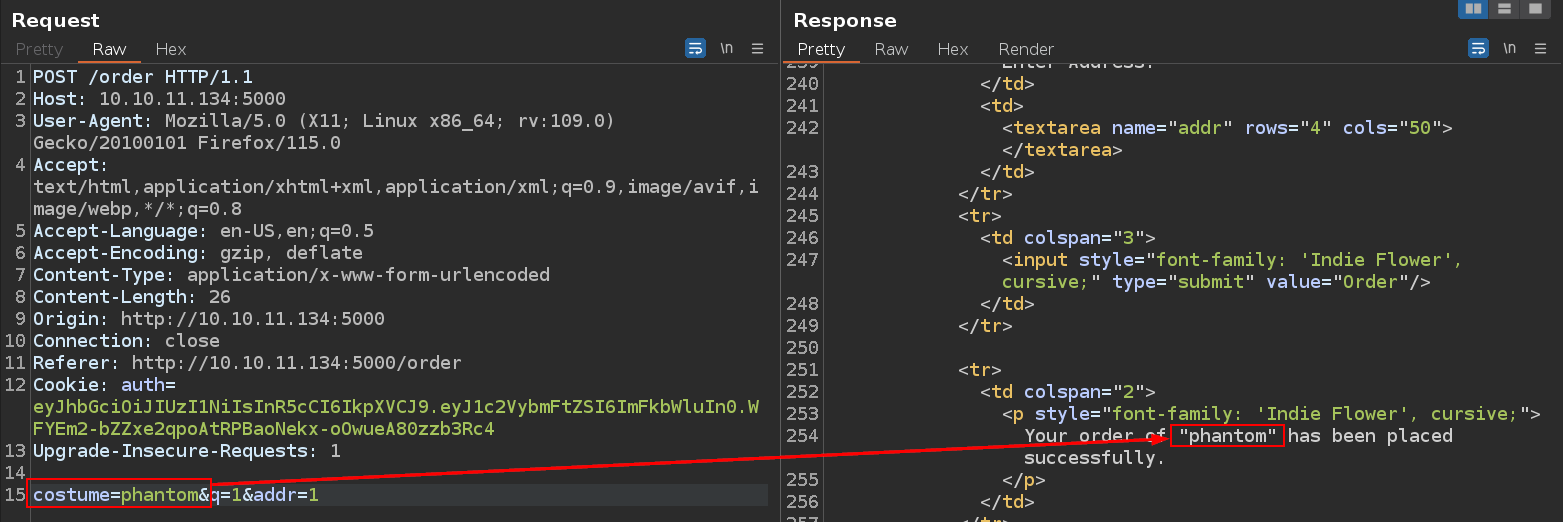 Request
Pretty Raw Hex \n
1 POST /order HTTP/1.1
2 Host: 10.10.11.134:5000
3 User-Agent: Mozilla/5.0 (X11; Linux x86_64; rv:109.0)
Gecko/20100101 Firefox/115.0
4 Accept:
text/html,application/xhtml+xml,application/xml;q=0.9,image/avif,i
mage/webp,*/*;q=0.8
5 Accept-Language: en-US,en;q=0.5
6 Accept-Encoding: gzip, deflate
7 Content-Type: application/x-www-form-urlencoded
8 Content-Length: 26
9 Origin: http://10.10.11.134:5000
10 Connection: close
11 Referer: http://10.10.11.134:5000/order
12 Cookie: auth=
eyJhbGciOiJIUzI1NiIsInR5cCI6IkpXVCJ9.eyJ1c2VybmFtZSI6ImFkbWluIn0.W
FYEm2-bZZxe2qpoAtRPBaoNekx-oOwueA80zzb3Rc4
13 Upgrade-Insecure-Requests: 1
14
15 costume=phantom&q=1&addr=1
Response
Pretty Raw Hex Render \n
239 Enter Address:
240 </td>
241 <td>
242 <textarea name="addr" rows="4" cols="50">
</textarea>
243 </td>
244 </tr>
245 <tr>
246 <td colspan="3">
247 <input style="font-family: 'Indie Flower',
cursive;" type="submit" value="Order"/>
248 </td>
249 </tr>
250
251 <tr>
252 <td colspan="2">
253 <p style="font-family: 'Indie Flower', cursive;">
254 Your order of "phantom" has been placed
successfully.
255 </p>
256 </td>
257 </tr>